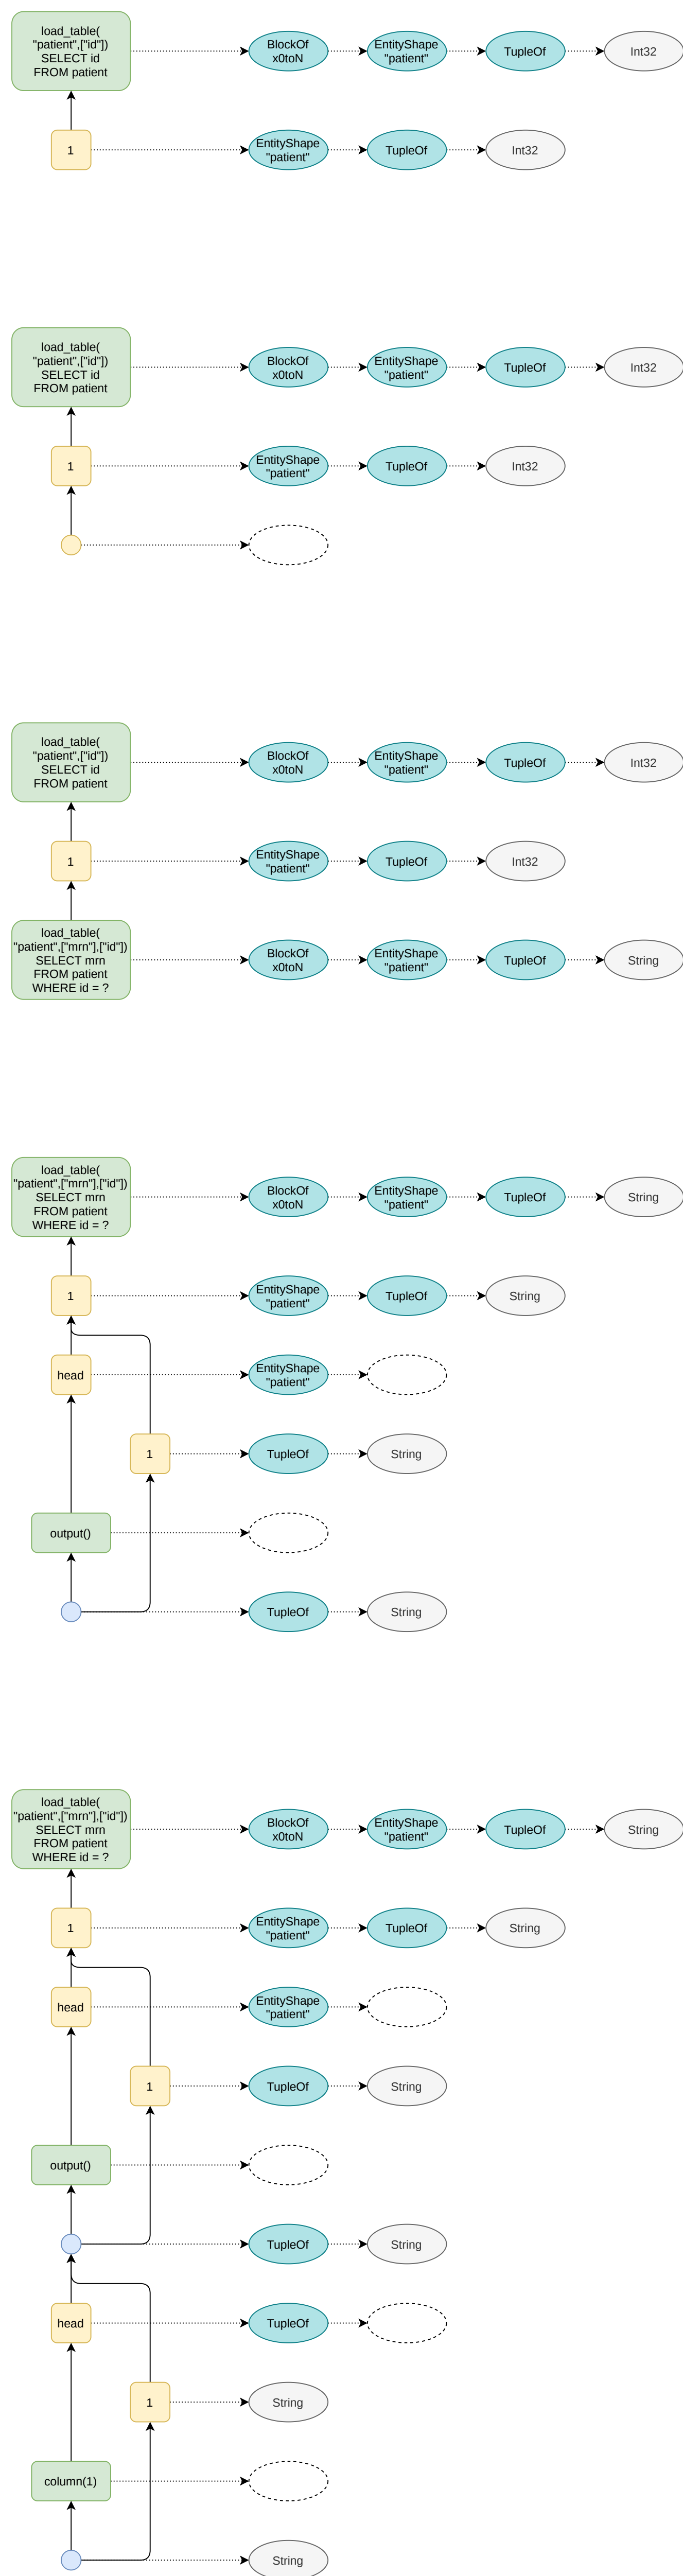 load_table(
"patient",["id"])
SELECT id
FROM patient
BlockOf
x0toN
EntityShape
"patient"
TupleOf
Int32
1
EntityShape
"patient"
TupleOf
Int32
load_table(
"patient",["id"])
SELECT id
FROM patient
BlockOf
x0toN
EntityShape
"patient"
TupleOf
Int32
1
EntityShape
"patient"
TupleOf
Int32
load_table(
"patient",["id"])
SELECT id
FROM patient
BlockOf
x0toN
EntityShape
"patient"
TupleOf
Int32
1
EntityShape
"patient"
TupleOf
Int32
load_table(
"patient",["mrn"],["id"])
SELECT mrn
FROM patient
WHERE id = ?
BlockOf
x0toN
EntityShape
"patient"
TupleOf
String
load_table(
"patient",["mrn"],["id"])
SELECT mrn
FROM patient
WHERE id = ?
BlockOf
x0toN
EntityShape
"patient"
TupleOf
String
1
EntityShape
"patient"
TupleOf
String
head
EntityShape
"patient"
1
TupleOf
String
output()
TupleOf
String
load_table(
"patient",["mrn"],["id"])
SELECT mrn
FROM patient
WHERE id = ?
BlockOf
x0toN
EntityShape
"patient"
TupleOf
String
1
EntityShape
"patient"
TupleOf
String
head
EntityShape
"patient"
1
TupleOf
String
output()
TupleOf
String
head
TupleOf
1
String
column(1)
String